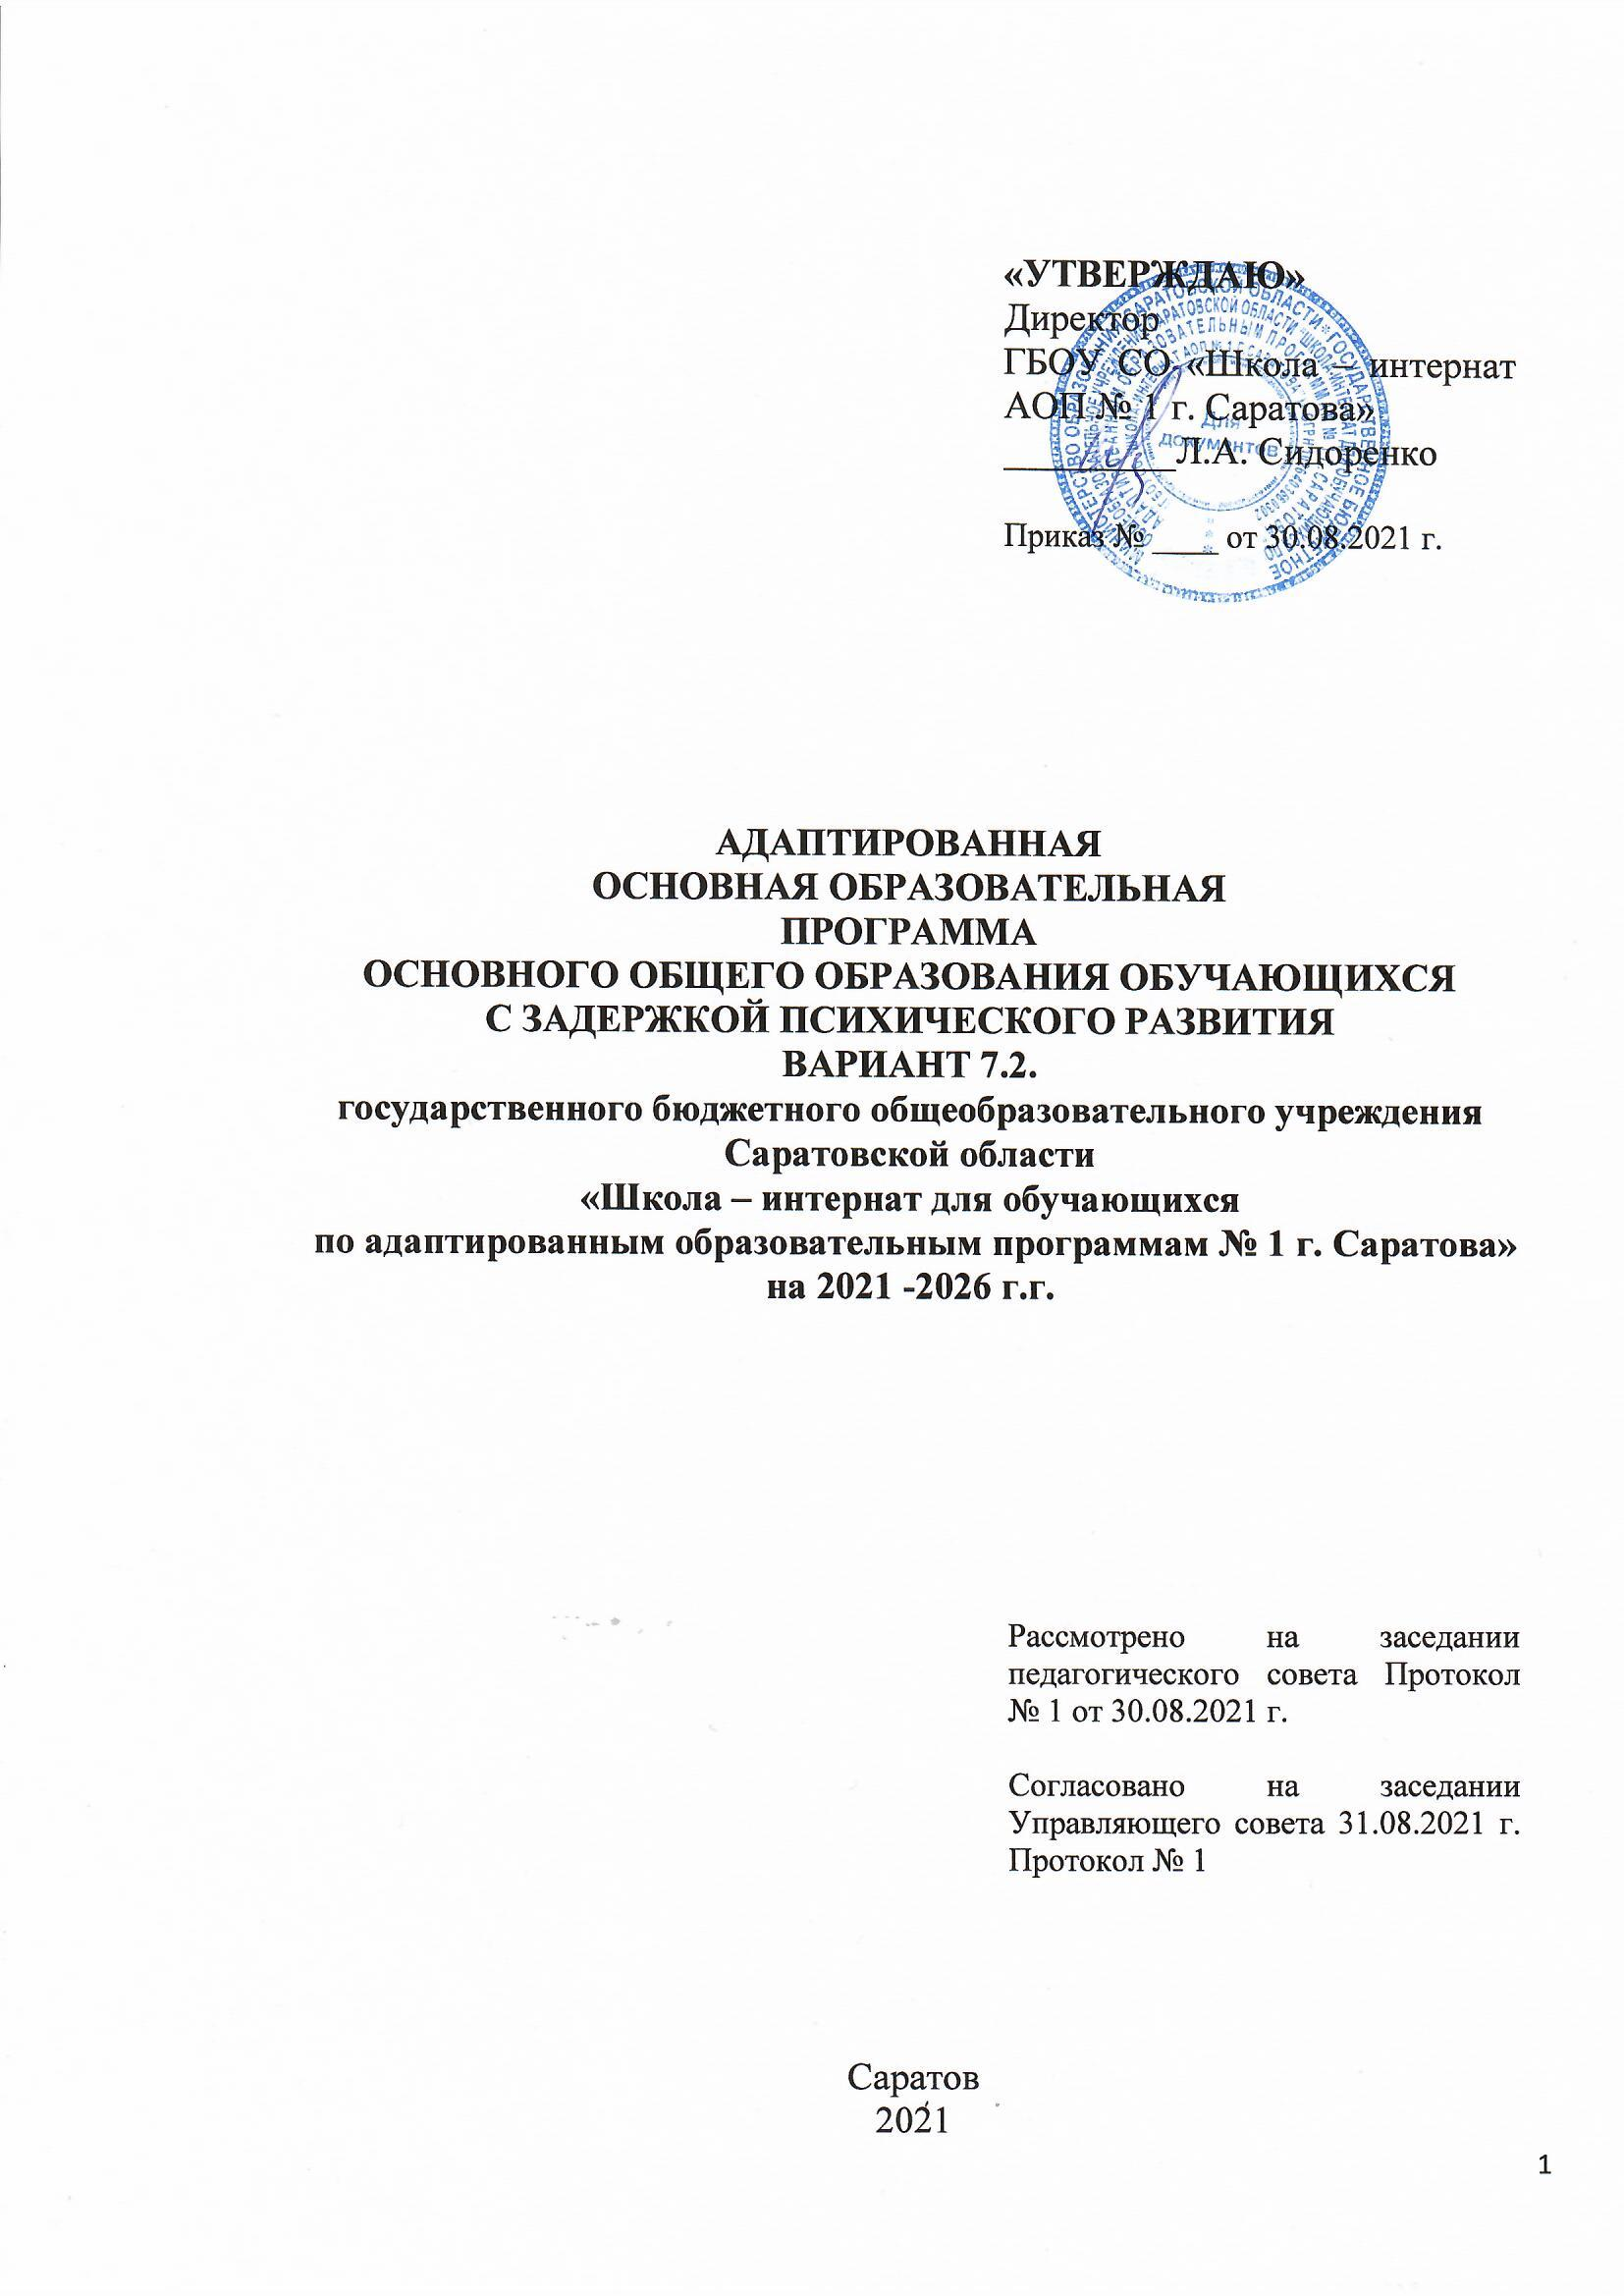 «УТВЕРЖДАЮ»
Директор
ГБОУ СО «Школа – интернат
АОП № 1 г. Саратова»
_________Л.А. Сидоренко
Приказ № ____ от 30.08.2021 г.
Для
документов
АДАПТИРОВАННАЯ
ОСНОВНАЯ ОБРАЗОВАТЕЛЬНАЯ
ПРОГРАММА
ОСНОВНОГО ОБЩЕГО ОБРАЗОВАНИЯ ОБУЧАЮЩИХСЯ
С ЗАДЕРЖКОЙ ПСИХИЧЕСКОГО РАЗВИТИЯ
ВАРИАНТ 7.2.
государственного бюджетного общеобразовательного учреждения
Саратовской области
«Школа – интернат для обучающихся
по адаптированным образовательным программам № 1 г. Саратова»
на 2021 -2026 г.г.
Рассмотрено на заседании
педагогического совета Протокол
№ 1 от 30.08.2021 г.
Согласовано на заседании
Управляющего совета 31.08.2021 г.
Протокол № 1
Саратов
2021
1